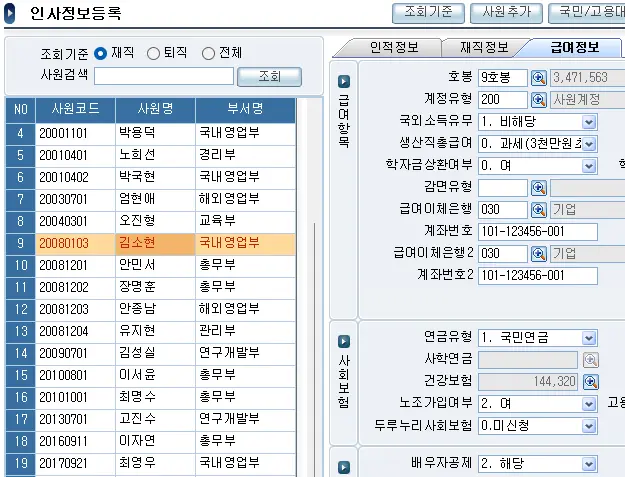 인사정보등록
조회기준 사원추가 국민/고용대
조회기준 재직 퇴직 전체
사원검색 조회
NO 사원코드 사원명 부서명
4 20001101 박용덕 국내영업부
5 20010401 노희선 경리부
6 20010402 박국현 국내영업부
7 20030701 엄현애 해외영업부
8 20040301 오진형 교육부
9 20080103 김소현 국내영업부
10 20081201 안민서 총무부
11 20081202 장명훈 총무부
12 20081203 안종남 해외영업부
13 20081204 유지현 관리부
14 20090701 김성실 연구개발부
15 20100801 이서윤 총무부
16 20101001 최명수 총무부
17 20130701 고진수 연구개발부
18 20160911 이자연 총무부
19 20170921 최영우 국내영업부
인적정보 재직정보 급여정보
급여항목
호봉 9호봉 3,471,563
계정유형 200 사원계정
국외소득유무 1. 비해당
생산직총급여 0. 과세(3천만원초
학자금상환여부 0. 여
감면유형
급여이체은행 030 기업
계좌번호 101-123456-001
급여이체은행2 030 기업
계좌번호2 101-123456-001
사회보험
연금유형 1. 국민연금
사학연금
건강보험 144,320
노조가입여부 2. 여 고용
두루누리사회보험 0.미신청
배우자공제 2. 해당